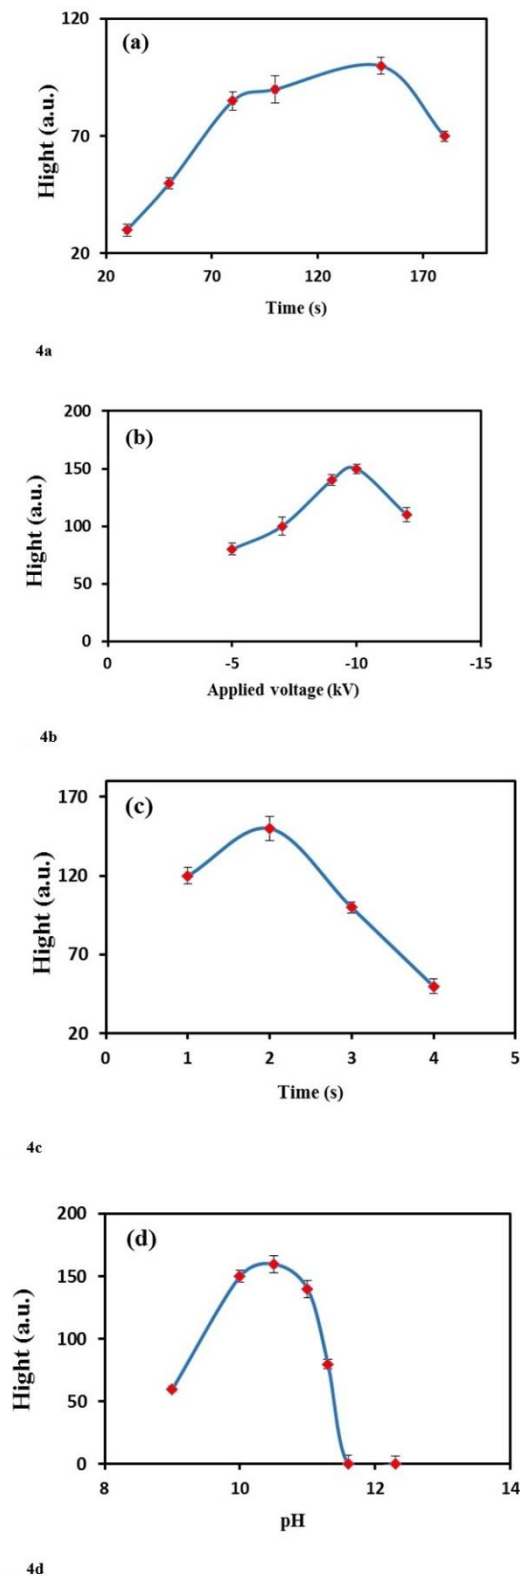 120
(a)
Hight (a.u.)
70
20
20 70 120 170
Time (s)
4a
200
(b)
150
Hight (a.u.)
100
50
0
0 -5 -10 -15
Applied voltage (kV)
4b
170
(c)
120
Hight (a.u.)
70
20
0 1 2 3 4 5
Time (s)
4c
200
(d)
150
Hight (a.u.)
100
50
0
8 10 12 14
pH
4d